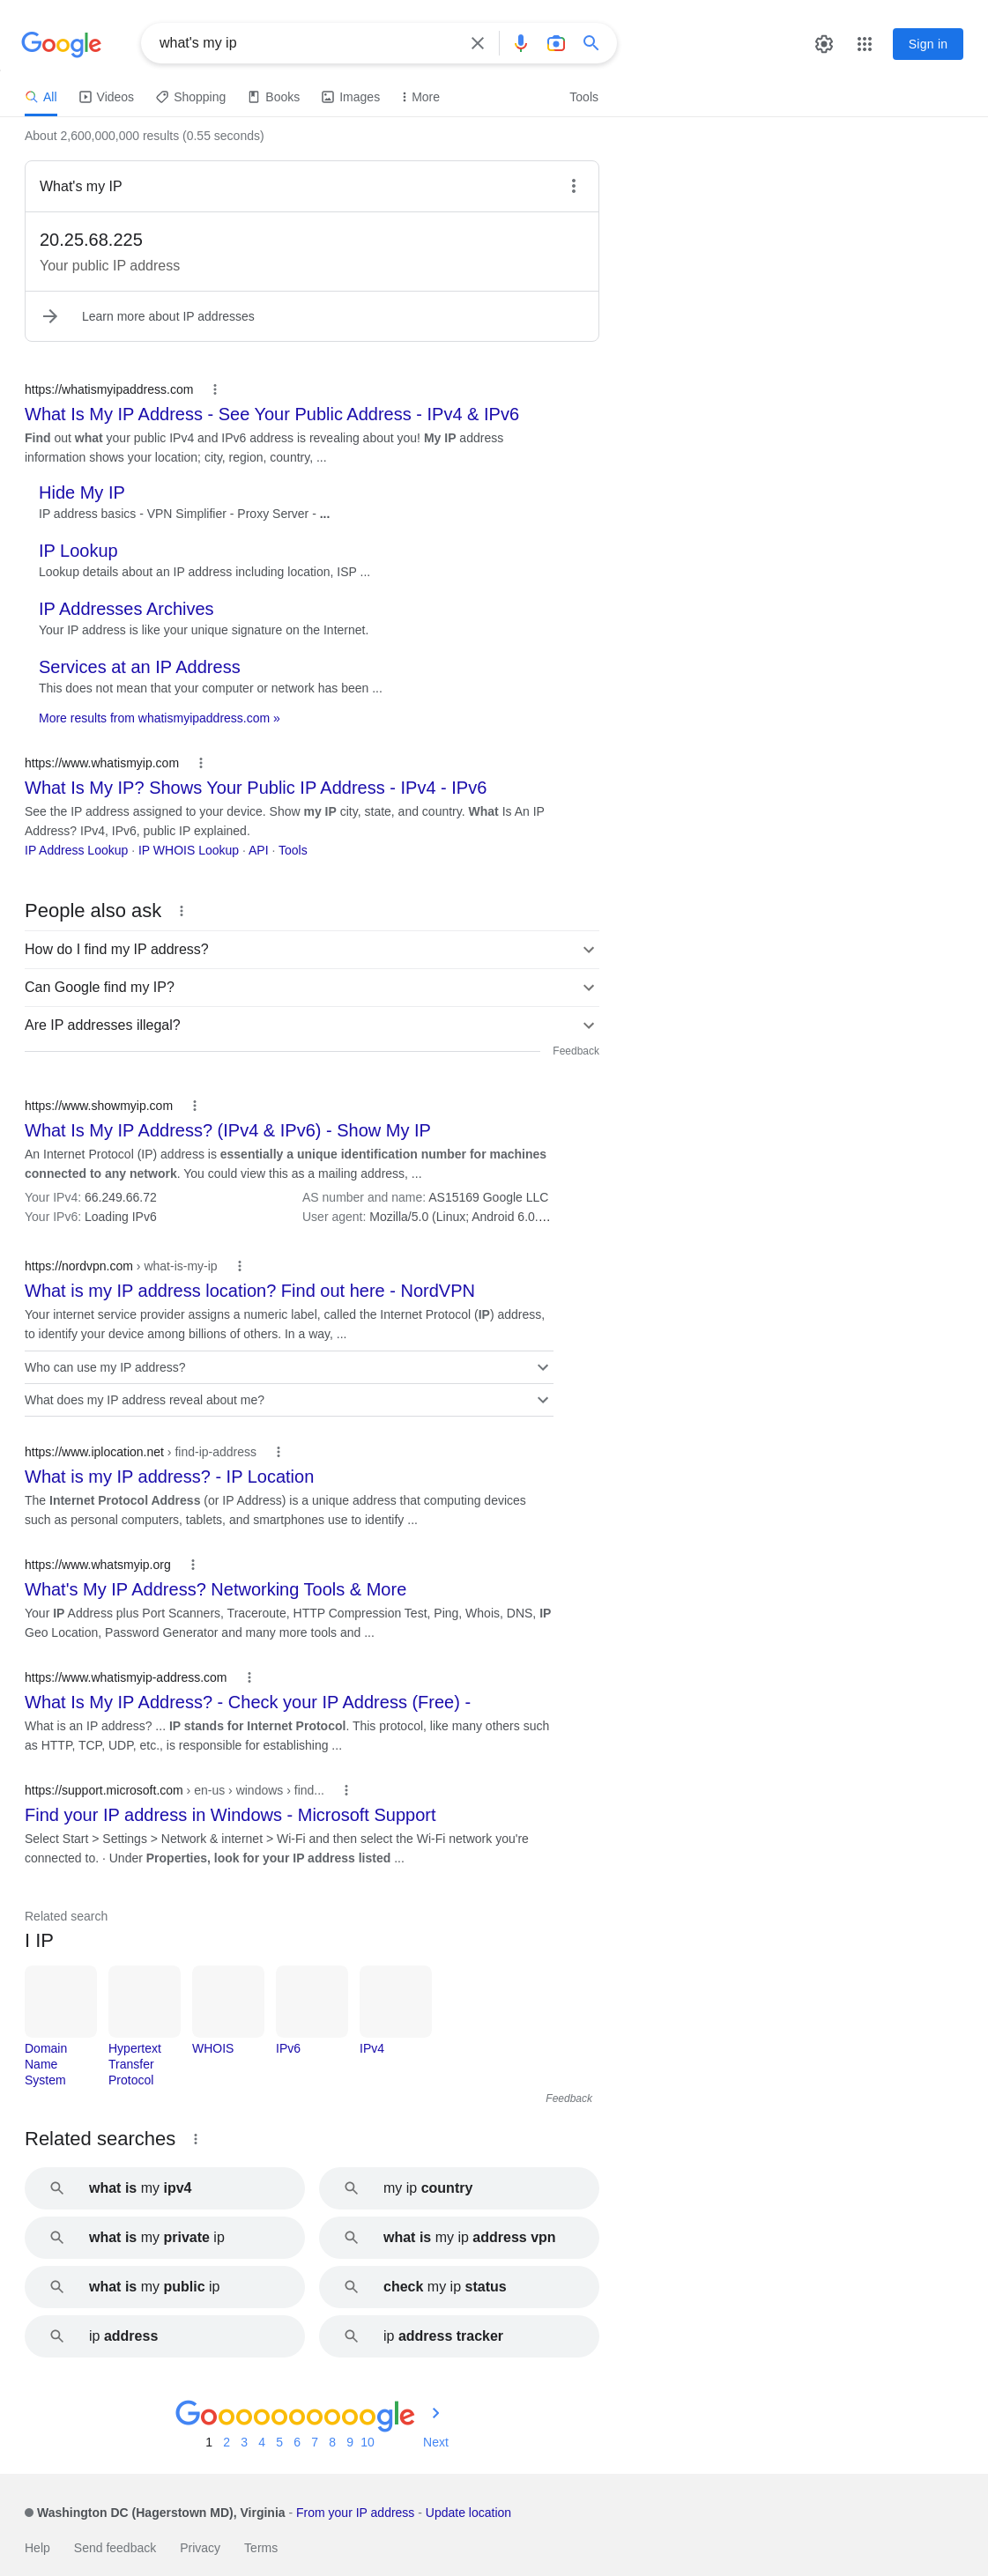 Google
what's my ip
Sign in
All
Videos
Shopping
Books
Images
More
Tools
About 2,600,000,000 results (0.55 seconds)
What's my IP
20.25.68.225
Your public IP address
Learn more about IP addresses
https://whatismyipaddress.com
What Is My IP Address - See Your Public Address - IPv4 & IPv6
Find out what your public IPv4 and IPv6 address is revealing about you! My IP address
information shows your location; city, region, country, ...
Hide My IP
IP address basics - VPN Simplifier - Proxy Server - ...
IP Lookup
Lookup details about an IP address including location, ISP ...
IP Addresses Archives
Your IP address is like your unique signature on the Internet.
Services at an IP Address
This does not mean that your computer or network has been ...
More results from whatismyipaddress.com »
https://www.whatismyip.com
What Is My IP? Shows Your Public IP Address - IPv4 - IPv6
See the IP address assigned to your device. Show my IP city, state, and country. What Is An IP
Address? IPv4, IPv6, public IP explained.
IP Address Lookup · IP WHOIS Lookup · API · Tools
People also ask
How do I find my IP address?
Can Google find my IP?
Are IP addresses illegal?
Feedback
https://www.showmyip.com
What Is My IP Address? (IPv4 & IPv6) - Show My IP
An Internet Protocol (IP) address is essentially a unique identification number for machines
connected to any network. You could view this as a mailing address, ...
Your IPv4: 66.249.66.72
AS number and name: AS15169 Google LLC
Your IPv6: Loading IPv6
User agent: Mozilla/5.0 (Linux; Android 6.0....
https://nordvpn.com › what-is-my-ip
What is my IP address location? Find out here - NordVPN
Your internet service provider assigns a numeric label, called the Internet Protocol (IP) address,
to identify your device among billions of others. In a way, ...
Who can use my IP address?
What does my IP address reveal about me?
https://www.iplocation.net › find-ip-address
What is my IP address? - IP Location
The Internet Protocol Address (or IP Address) is a unique address that computing devices
such as personal computers, tablets, and smartphones use to identify ...
https://www.whatsmyip.org
What's My IP Address? Networking Tools & More
Your IP Address plus Port Scanners, Traceroute, HTTP Compression Test, Ping, Whois, DNS, IP
Geo Location, Password Generator and many more tools and ...
https://www.whatismyip-address.com
What Is My IP Address? - Check your IP Address (Free) -
What is an IP address? ... IP stands for Internet Protocol. This protocol, like many others such
as HTTP, TCP, UDP, etc., is responsible for establishing ...
https://support.microsoft.com › en-us › windows › find...
Find your IP address in Windows - Microsoft Support
Select Start > Settings > Network & internet > Wi-Fi and then select the Wi-Fi network you're
connected to. · Under Properties, look for your IP address listed ...
Related search
I IP
Domain
Name
System
Hypertext
Transfer
Protocol
WHOIS
IPv6
IPv4
Feedback
Related searches
what is my ipv4
my ip country
what is my private ip
what is my ip address vpn
what is my public ip
check my ip status
ip address
ip address tracker
Goooooooooogle
1 2 3 4 5 6 7 8 9 10 Next
Washington DC (Hagerstown MD), Virginia - From your IP address - Update location
Help
Send feedback
Privacy
Terms